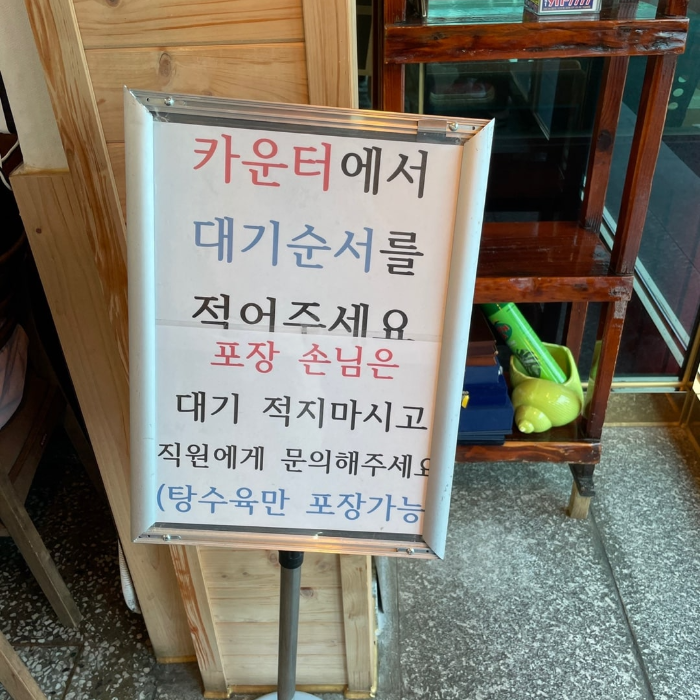 카운터에서
대기순서를
적어주세요
포장 손님은
대기 적지마시고
직원에게 문의해주세요
(탕수육만 포장가능